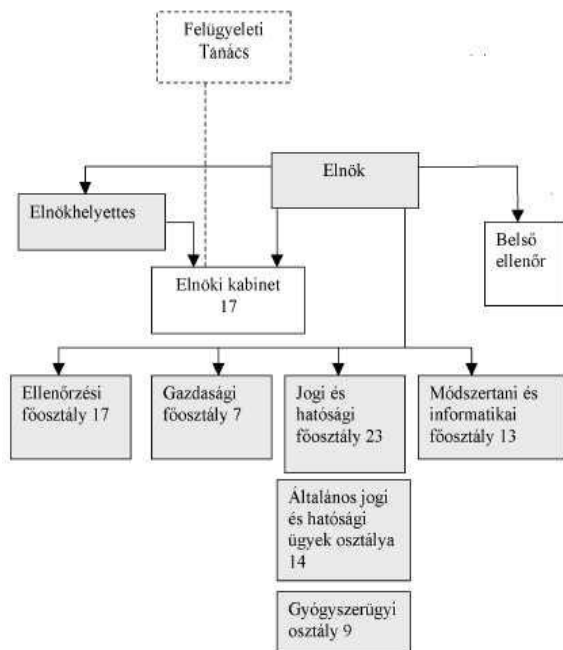 Felügyeleti
Tanács
Elnök
Elnökhelyettes
Belső
ellenőr
Elnöki kabinet
17
Ellenőrzési
főosztály 17
Gazdasági
főosztály 7
Jogi és
hatósági
főosztály 23
Módszertani és
informatikai
főosztály 13
Általános jogi
és hatósági
ügyek osztálya
14
Gyógyszerügyi
osztály 9